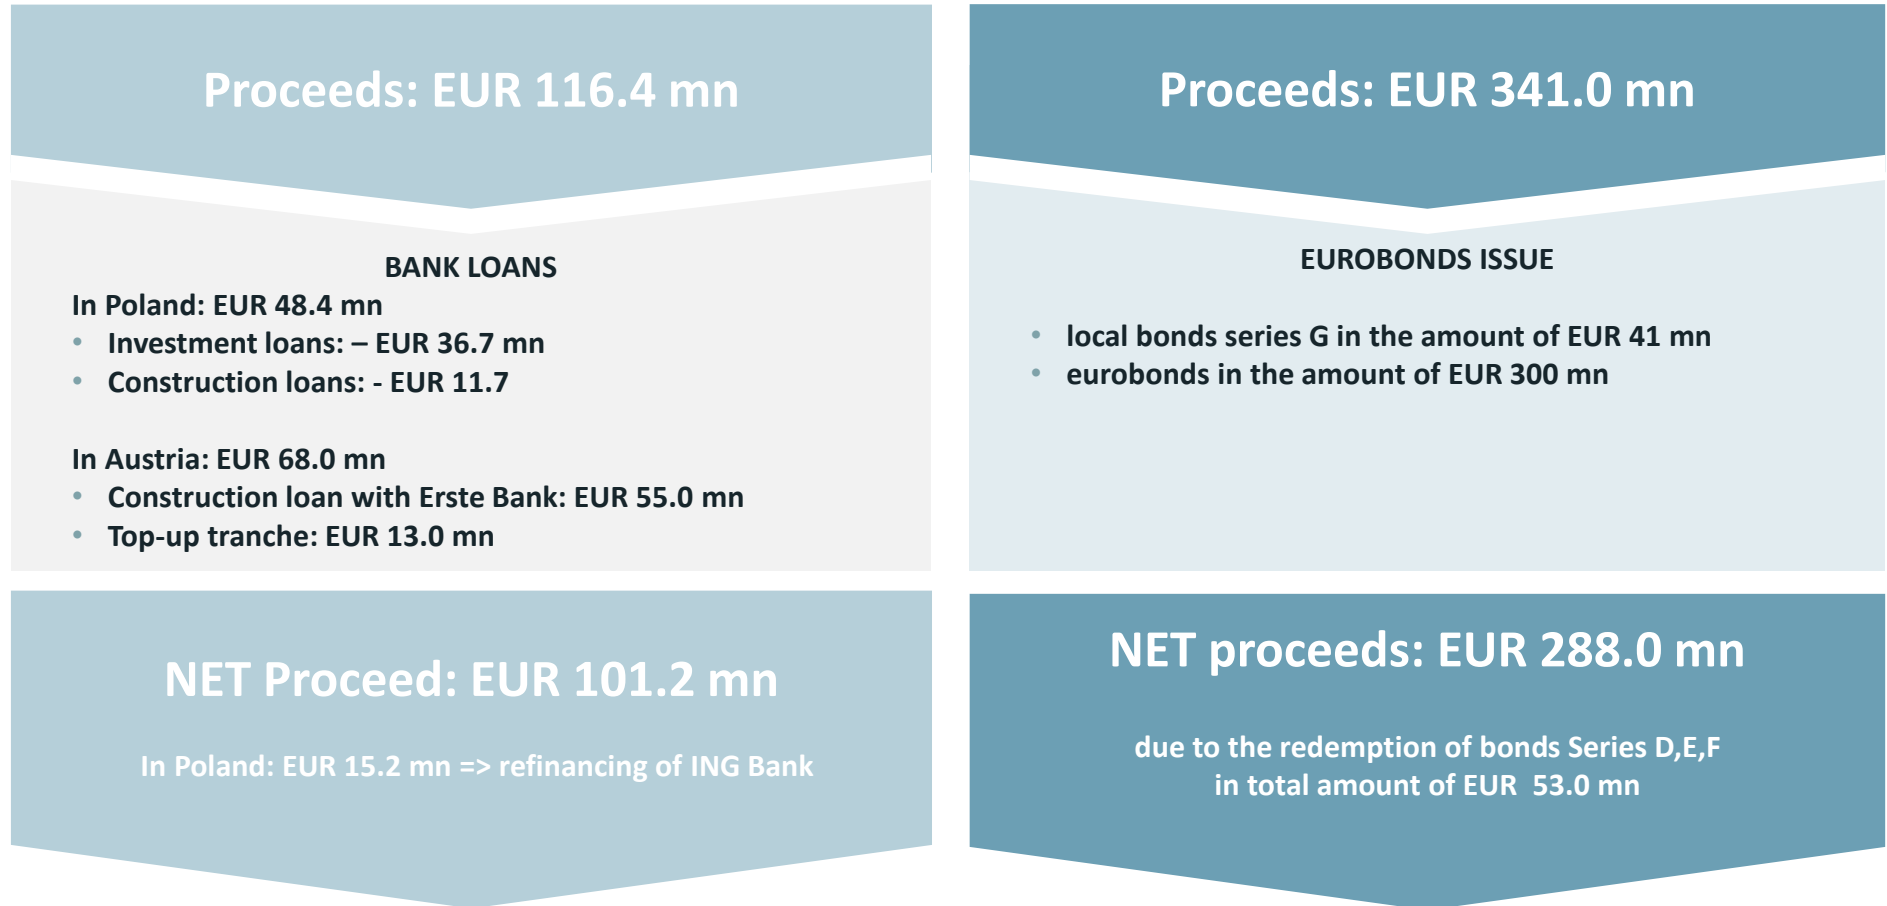 Proceeds: EUR 116.4 mn
BANK LOANS
In Poland: EUR 48.4 mn
• Investment loans: – EUR 36.7 mn
• Construction loans: - EUR 11.7
In Austria: EUR 68.0 mn
• Construction loan with Erste Bank: EUR 55.0 mn
• Top-up tranche: EUR 13.0 mn
NET Proceed: EUR 101.2 mn
In Poland: EUR 15.2 mn => refinancing of ING Bank
Proceeds: EUR 341.0 mn
EUROBONDS ISSUE
• local bonds series G in the amount of EUR 41 mn
• eurobonds in the amount of EUR 300 mn
NET proceeds: EUR 288.0 mn
due to the redemption of bonds Series D,E,F
in total amount of EUR  53.0 mn